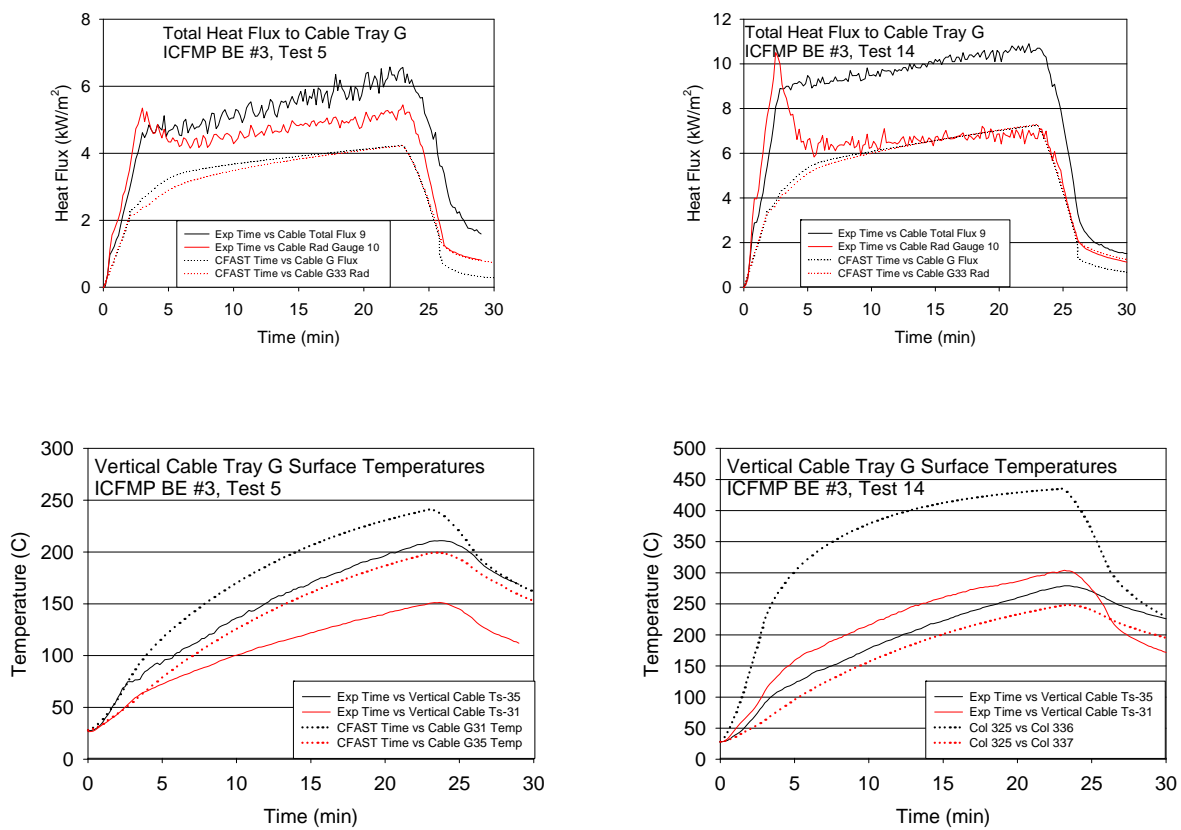 Total Heat Flux to Cable Tray G
ICFMP BE #3, Test 5
Heat Flux (kW/m²)
8
6
4
2
0
Exp Time vs Cable Total Flux 9
Exp Time vs Cable Rad Gauge 10
CFAST Time vs Cable G Flux
CFAST Time vs Cable G33 Rad
0 5 10 15 20 25 30
Time (min)
Total Heat Flux to Cable Tray G
ICFMP BE #3, Test 14
Heat Flux (kW/m²)
12
10
8
6
4
2
0
Exp Time vs Cable Total Flux 9
Exp Time vs Cable Rad Gauge 10
CFAST Time vs Cable G Flux
CFAST Time vs Cable G33 Rad
0 5 10 15 20 25 30
Time (min)
Vertical Cable Tray G Surface Temperatures
ICFMP BE #3, Test 5
Temperature (C)
300
250
200
150
100
50
0
Exp Time vs Vertical Cable Ts-35
Exp Time vs Vertical Cable Ts-31
CFAST Time vs Cable G31 Temp
CFAST Time vs Cable G35 Temp
0 5 10 15 20 25 30
Time (min)
Vertical Cable Tray G Surface Temperatures
ICFMP BE #3, Test 14
Temperature (C)
500
450
400
350
300
250
200
150
100
50
0
Exp Time vs Vertical Cable Ts-35
Exp Time vs Vertical Cable Ts-31
Col 325 vs Col 336
Col 325 vs Col 337
0 5 10 15 20 25 30
Time (min)